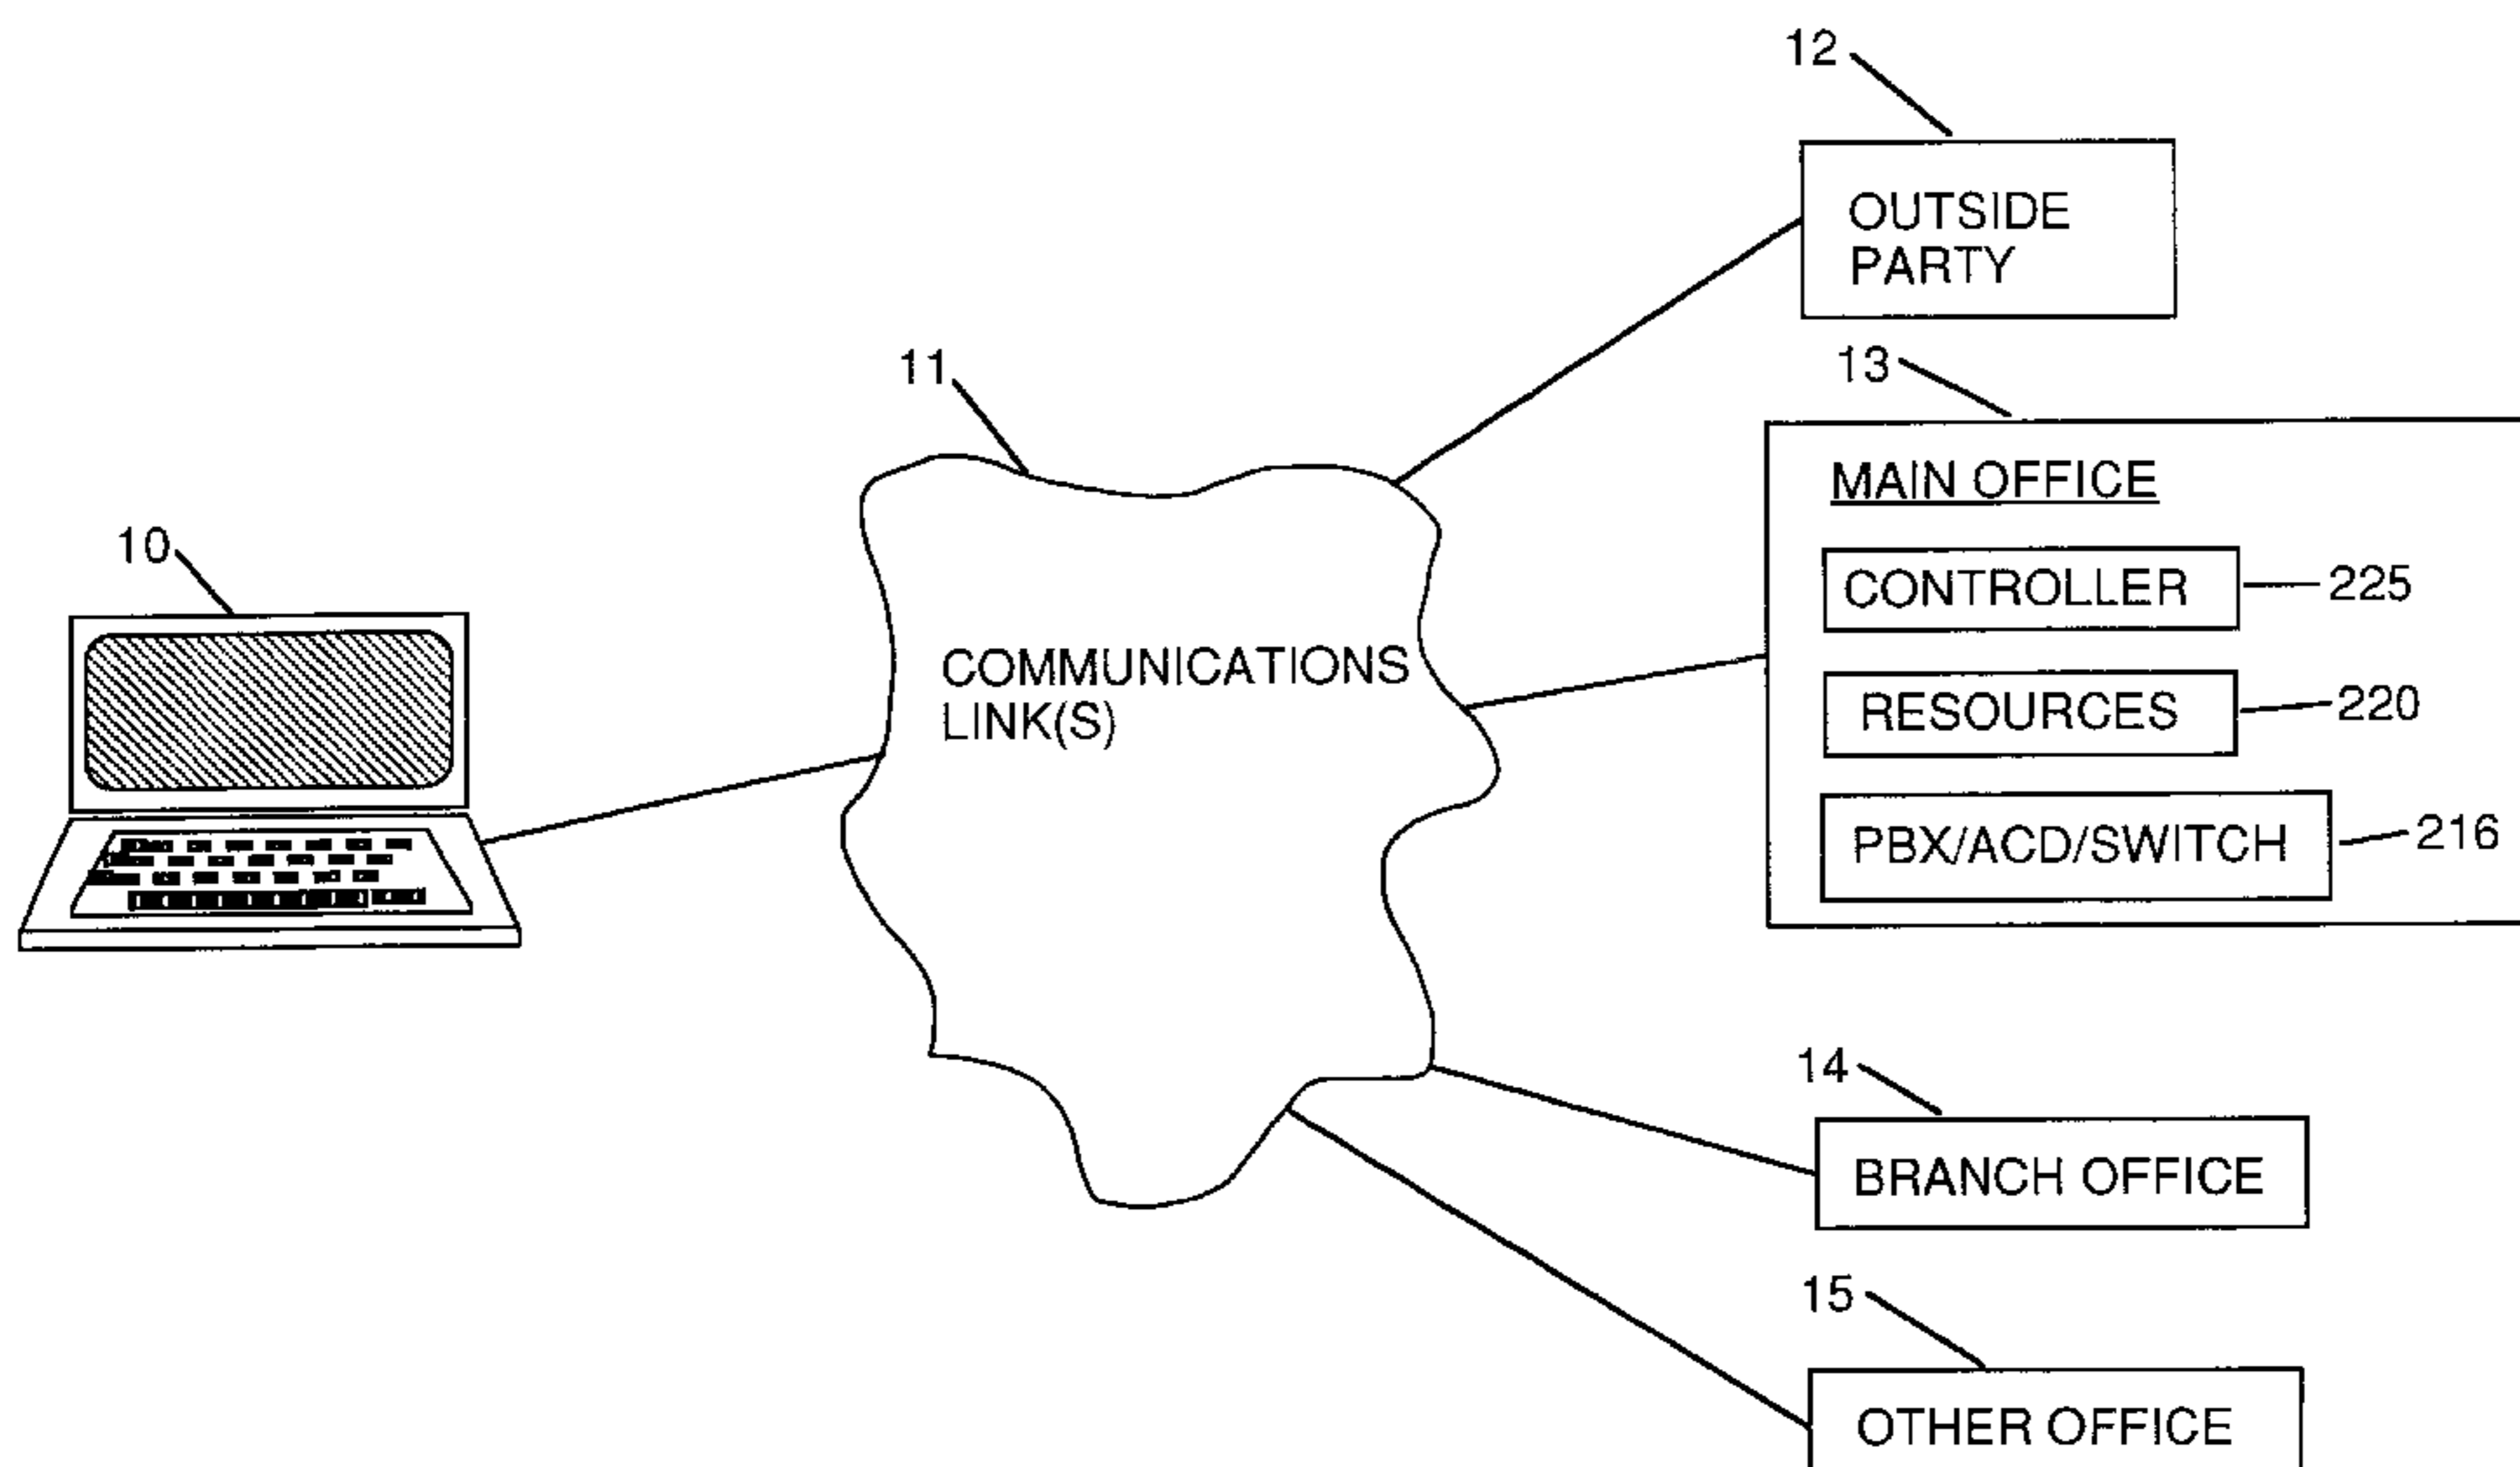 12
OUTSIDE
PARTY
13
11
MAIN OFFICE
10
CONTROLLER
225
COMMUNICATIONS
LINK(S)
RESOURCES
220
PBX/ACD/SWITCH
216
14
BRANCH OFFICE
15
OTHER OFFICE